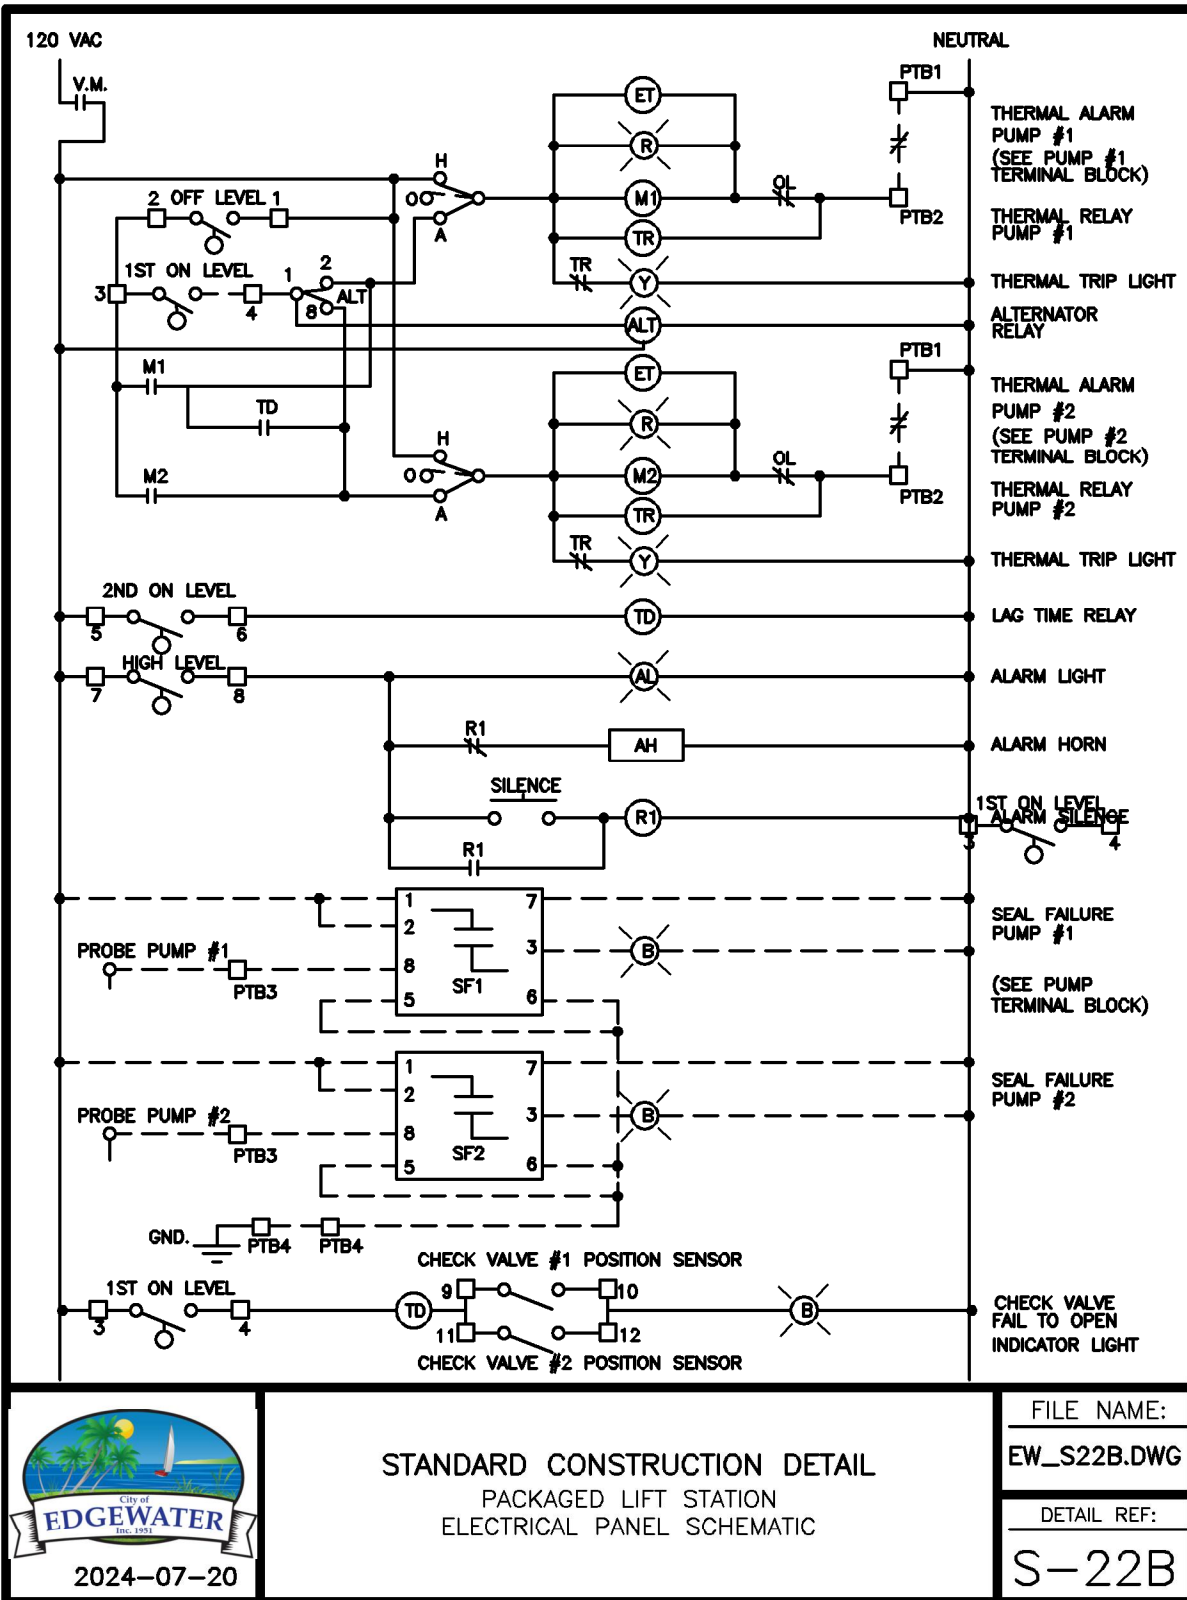 120 VAC
NEUTRAL
V.M.
PTB1
ET
THERMAL ALARM
PUMP #1
(SEE PUMP #1
TERMINAL BLOCK)
R
H
2 OFF LEVEL 1
O
M1
OL
PTB2
THERMAL RELAY
PUMP #1
A
TR
1ST ON LEVEL
1
2
TR
Y
THERMAL TRIP LIGHT
3
4
8
ALT
ALT
ALTERNATOR
RELAY
PTB1
M1
ET
THERMAL ALARM
PUMP #2
(SEE PUMP #2
TERMINAL BLOCK)
TD
R
H
M2
O
M2
OL
PTB2
THERMAL RELAY
PUMP #2
A
TR
TR
Y
THERMAL TRIP LIGHT
2ND ON LEVEL
5
6
TD
LAG TIME RELAY
HIGH LEVEL
7
8
AL
ALARM LIGHT
R1
AH
ALARM HORN
SILENCE
R1
1ST ON LEVEL
ALARM SILENCE
3
4
R1
1
7
2
SEAL FAILURE
PUMP #1
PROBE PUMP #1
3
B
8
PTB3
SF1
(SEE PUMP
TERMINAL BLOCK)
5
6
1
7
2
SEAL FAILURE
PUMP #2
PROBE PUMP #2
3
B
8
PTB3
SF2
5
6
GND.
PTB4
PTB4
CHECK VALVE #1 POSITION SENSOR
1ST ON LEVEL
9
10
3
4
TD
B
CHECK VALVE
FAIL TO OPEN
INDICATOR LIGHT
11
12
CHECK VALVE #2 POSITION SENSOR
City of
EDGEWATER
Inc. 1951
2024-07-20
STANDARD CONSTRUCTION DETAIL
PACKAGED LIFT STATION
ELECTRICAL PANEL SCHEMATIC
FILE NAME:
EW_S22B.DWG
DETAIL REF:
S-22B